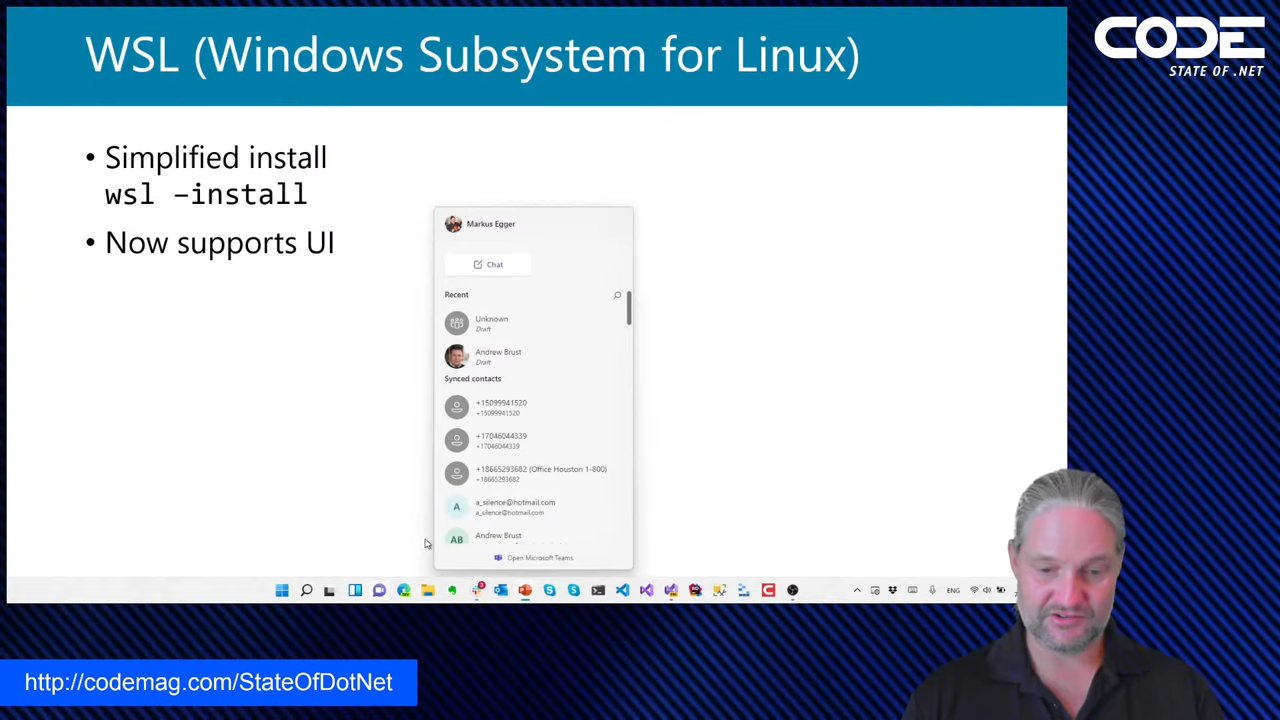 WSL (Windows Subsystem for Linux)
CODE
STATE OF .NET
• Simplified install
wsl –install
• Now supports UI
Markus Egger
Chat
Recent
Unknown
Draft
Andrew Brust
Draft
Synced contacts
+15099941520
+15099941520
+17046044339
+17046044339
+18665293682 (Office Houston 1-800)
+18665293682
A
a_silence@hotmail.com
a_silence@hotmail.com
AB
Andrew Brust
Open Microsoft Teams
ENG
http://codemag.com/StateOfDotNet